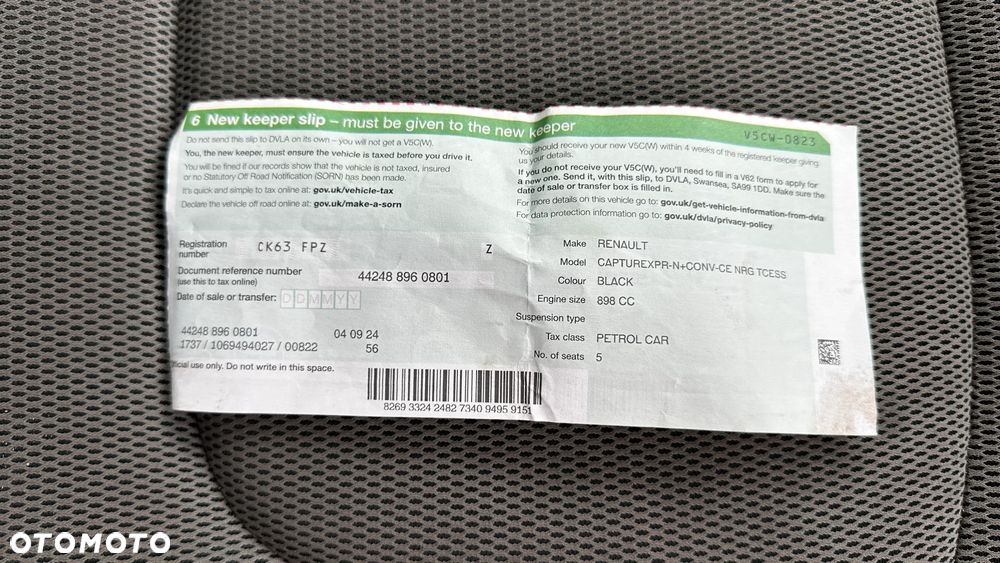 6 New keeper slip – must be given to the new keeper
V5CW-0823
Do not send this slip to DVLA on its own – you will not get a V5C(W).
You, the new keeper, must ensure the vehicle is taxed before you drive it.
You will be fined if our records show that the vehicle is not taxed, insured
or no Statutory Off Road Notification (SORN) has been made.
It's quick and simple to tax online at: gov.uk/vehicle-tax
Declare the vehicle off road online at: gov.uk/make-a-sorn
You should receive your new V5C(W) within 4 weeks of the registered keeper giving
us your details.
If you do not receive your V5C(W), you'll need to fill in a V62 form to apply for
a new one. Send it, with this slip, to DVLA, Swansea, SA99 1DD. Make sure the
date of sale or transfer box is filled in.
For more details on this vehicle go to: gov.uk/get-vehicle-information-from-dvla
For data protection information go to: gov.uk/dvla/privacy-policy
Registration
number
CK63 FPZ
Z
Document reference number
(use this to tax online)
44248 896 0801
Date of sale or transfer: D D M M Y Y
44248 896 0801
04 09 24
1737 / 1069494027 / 00822
56
use only. Do not write in this space.
8269 3324 2482 7340 9495 9151
Make RENAULT
Model CAPTUREXPR-N+CONV-CE NRG TCESS
Colour BLACK
Engine size 898 CC
Suspension type
Tax class PETROL CAR
No. of seats 5
OTOMOTO